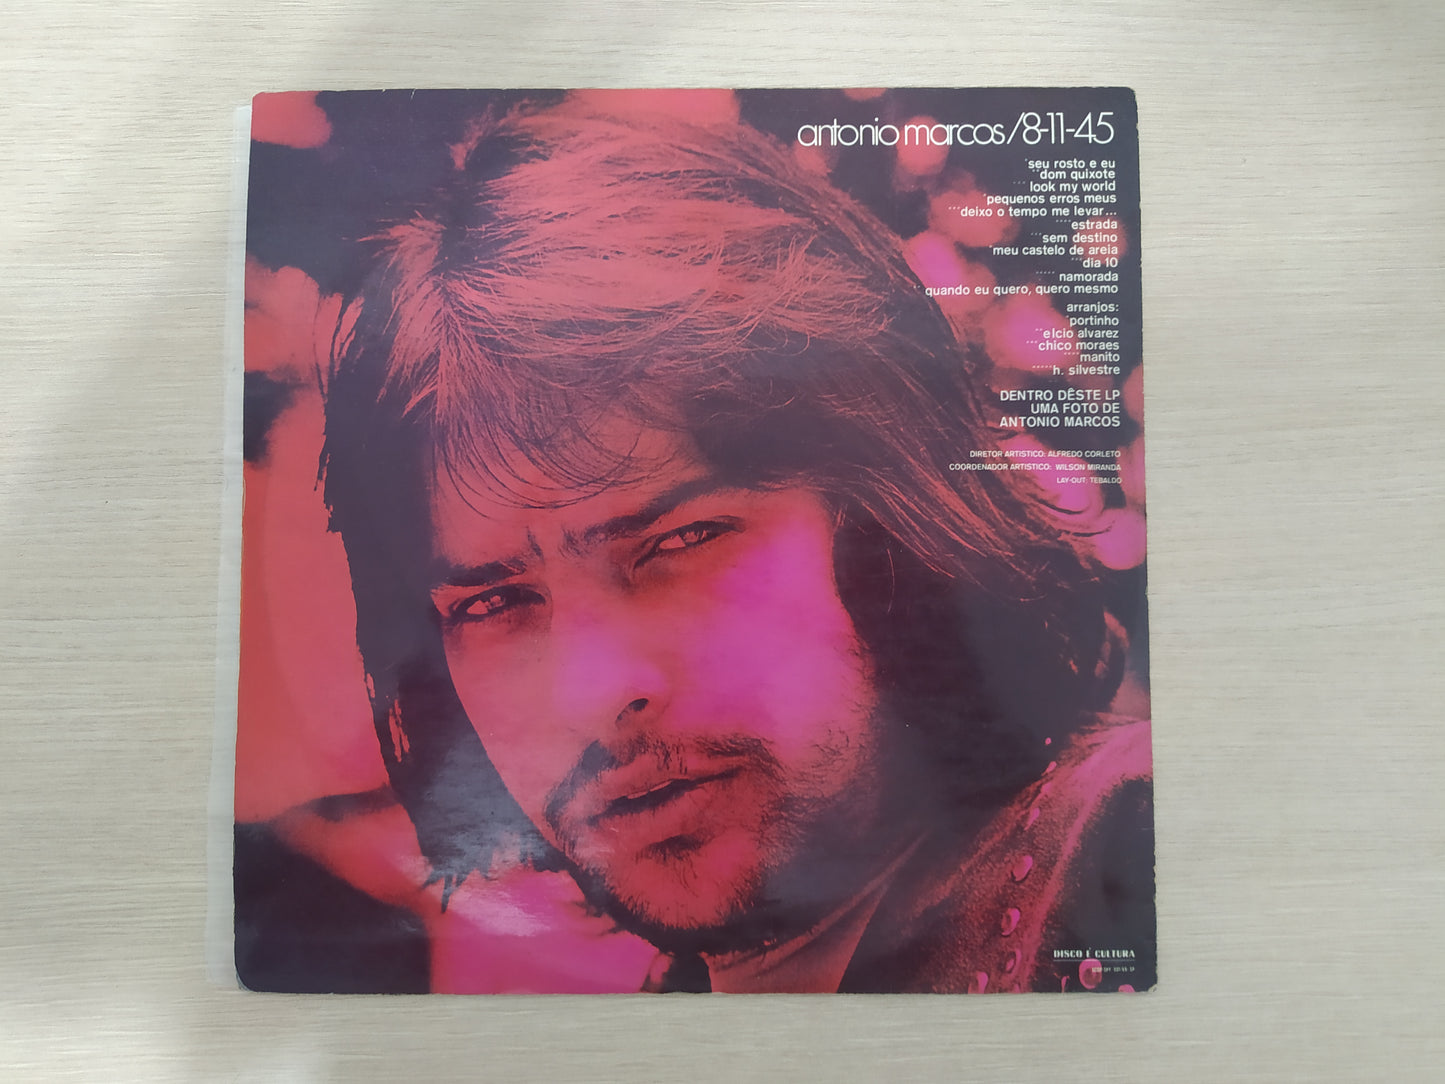 antonio marcos/8-11-45
'seu rosto e eu
''dom quixote
''' look my world
'pequenos erros meus
'''deixo o tempo me levar...
''''estrada
'''sem destino
'meu castelo de areia
'''dia 10
''''' namorada
'' quando eu quero, quero mesmo
arranjos:
'portinho
''elcio alvarez
'''chico moraes
''''manito
'''''h. silvestre
DENTRO DÊSTE LP
UMA FOTO DE
ANTONIO MARCOS
DIRETOR ARTISTICO: ALFREDO CORLETO
COORDENADOR ARTISTICO: WILSON MIRANDA
LAY-OUT: TEBALDO
DISCO É CULTURA